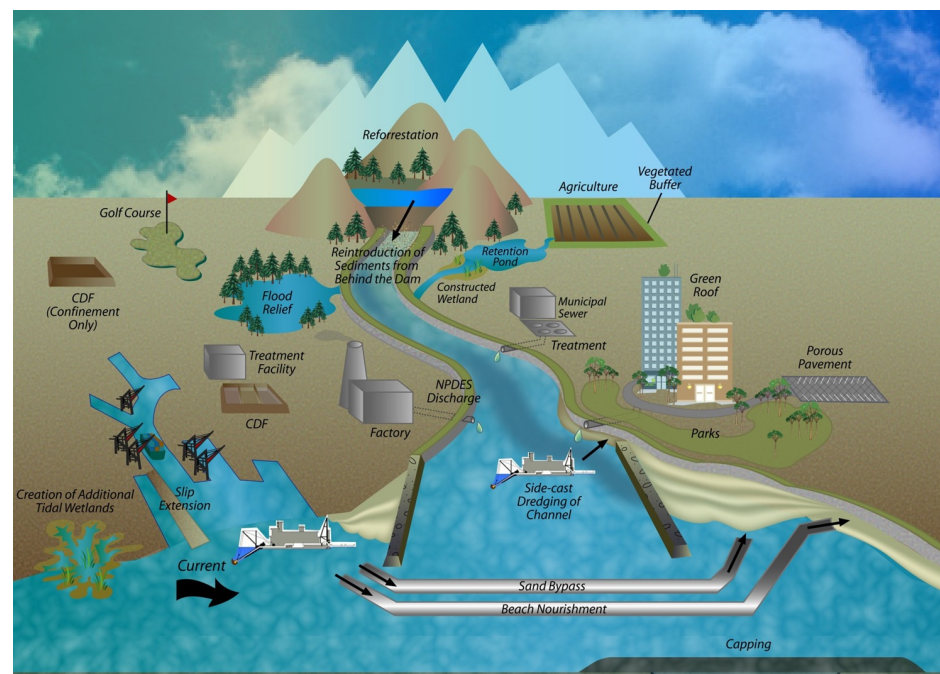 Reforrestation
Agriculture
Vegetated
Buffer
Golf Course
Reintroduction of
Sediments from
Behind the Dam
Retention
Pond
CDF
(Confinement
Only)
Flood
Relief
Constructed
Wetland
Municipal
Sewer
Treatment
Green
Roof
Porous
Pavement
Treatment
Facility
CDF
NPDES
Discharge
Factory
Parks
Creation of Additional
Tidal Wetlands
Slip
Extension
Side-cast
Dredging of
Channel
Current
Sand Bypass
Beach Nourishment
Capping